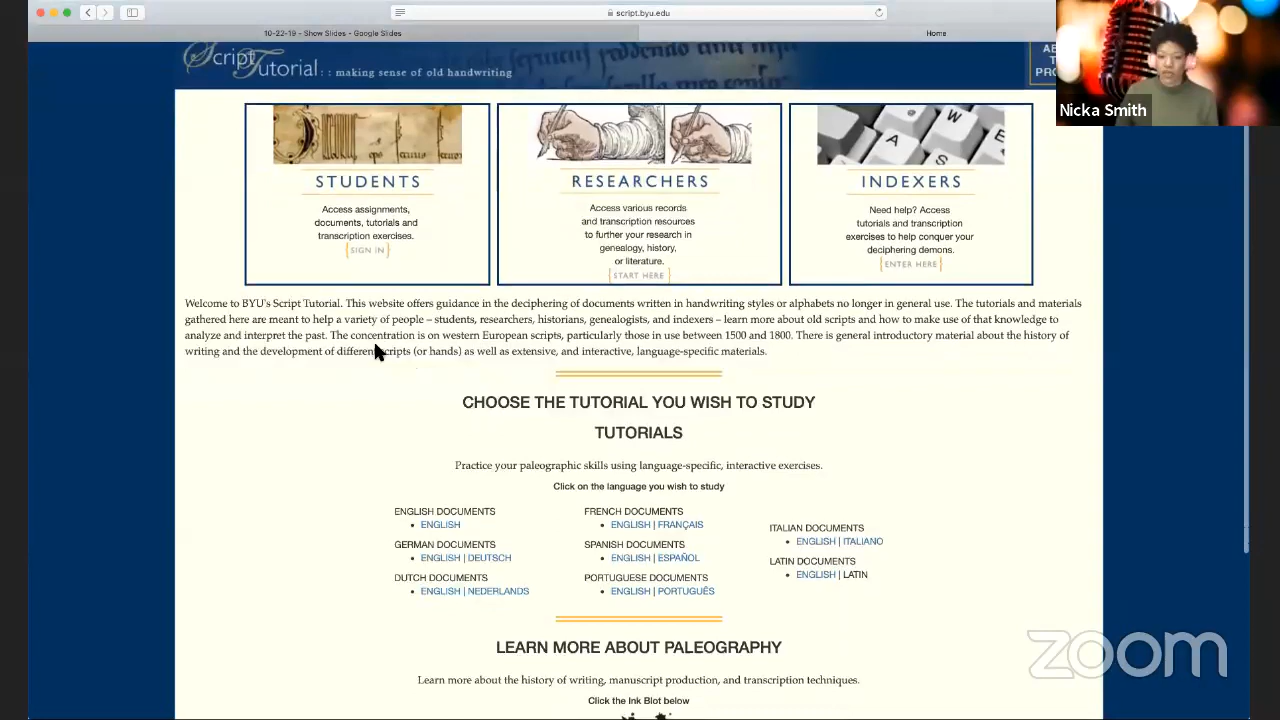 script.byu.edu
10-22-19 - Show Slides - Google Slides
Home
Script Tutorial :: making sense of old handwriting
Nicka Smith
STUDENTS
Access assignments,
documents, tutorials and
transcription exercises.
{SIGN IN}
RESEARCHERS
Access various records
and transcription resources
to further your research in
genealogy, history,
or literature.
{START HERE}
INDEXERS
Need help? Access
tutorials and transcription
exercises to help conquer your
deciphering demons.
{ENTER HERE}
Welcome to BYU's Script Tutorial. This website offers guidance in the deciphering of documents written in handwriting styles or alphabets no longer in general use. The tutorials and materials
gathered here are meant to help a variety of people – students, researchers, historians, genealogists, and indexers – learn more about old scripts and how to make use of that knowledge to
analyze and interpret the past. The concentration is on western European scripts, particularly those in use between 1500 and 1800. There is general introductory material about the history of
writing and the development of different scripts (or hands) as well as extensive, and interactive, language-specific materials.
CHOOSE THE TUTORIAL YOU WISH TO STUDY
TUTORIALS
Practice your paleographic skills using language-specific, interactive exercises.
Click on the language you wish to study
ENGLISH DOCUMENTS
• ENGLISH
GERMAN DOCUMENTS
• ENGLISH | DEUTSCH
DUTCH DOCUMENTS
• ENGLISH | NEDERLANDS
FRENCH DOCUMENTS
• ENGLISH | FRANÇAIS
SPANISH DOCUMENTS
• ENGLISH | ESPAÑOL
PORTUGUESE DOCUMENTS
• ENGLISH | PORTUGUÊS
ITALIAN DOCUMENTS
• ENGLISH | ITALIANO
LATIN DOCUMENTS
• ENGLISH | LATIN
LEARN MORE ABOUT PALEOGRAPHY
Learn more about the history of writing, manuscript production, and transcription techniques.
Click the Ink Blot below
zoom